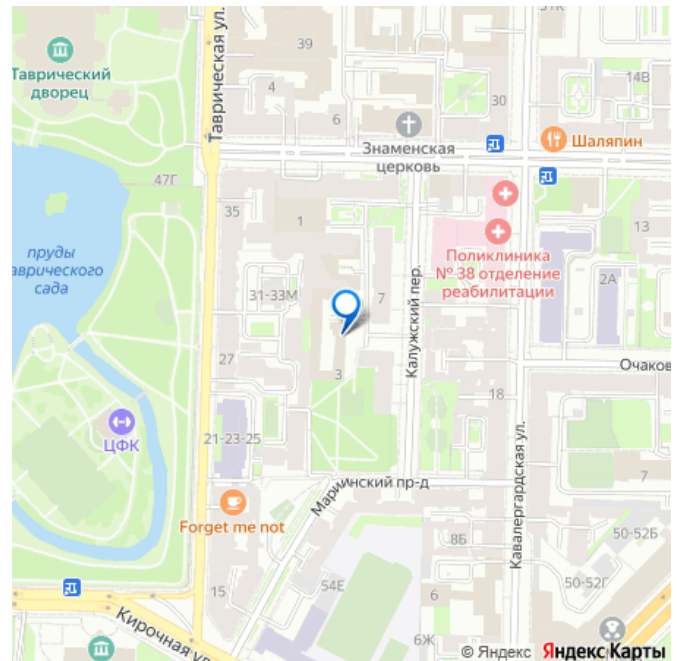 39
14В
Таврический
дворец
Таврическая ул.
4
6
30
Знаменская
церковь
Шаляпин
47Г
35
1
13
пруды
аврического
сада
Поликлиника
№ 38 отделение
реабилитации
2А
31-33М
7
Калужский пер.
27
3
Очаков
18
ЦФК
21-23-25
Кавалергардская ул.
Мариинский пр-д
7
Forget me not
50-52Б
8Б
15
54Е
6
50-52Г
Кирочная ул.
6Ж
© Яндекс Яндекс Карты